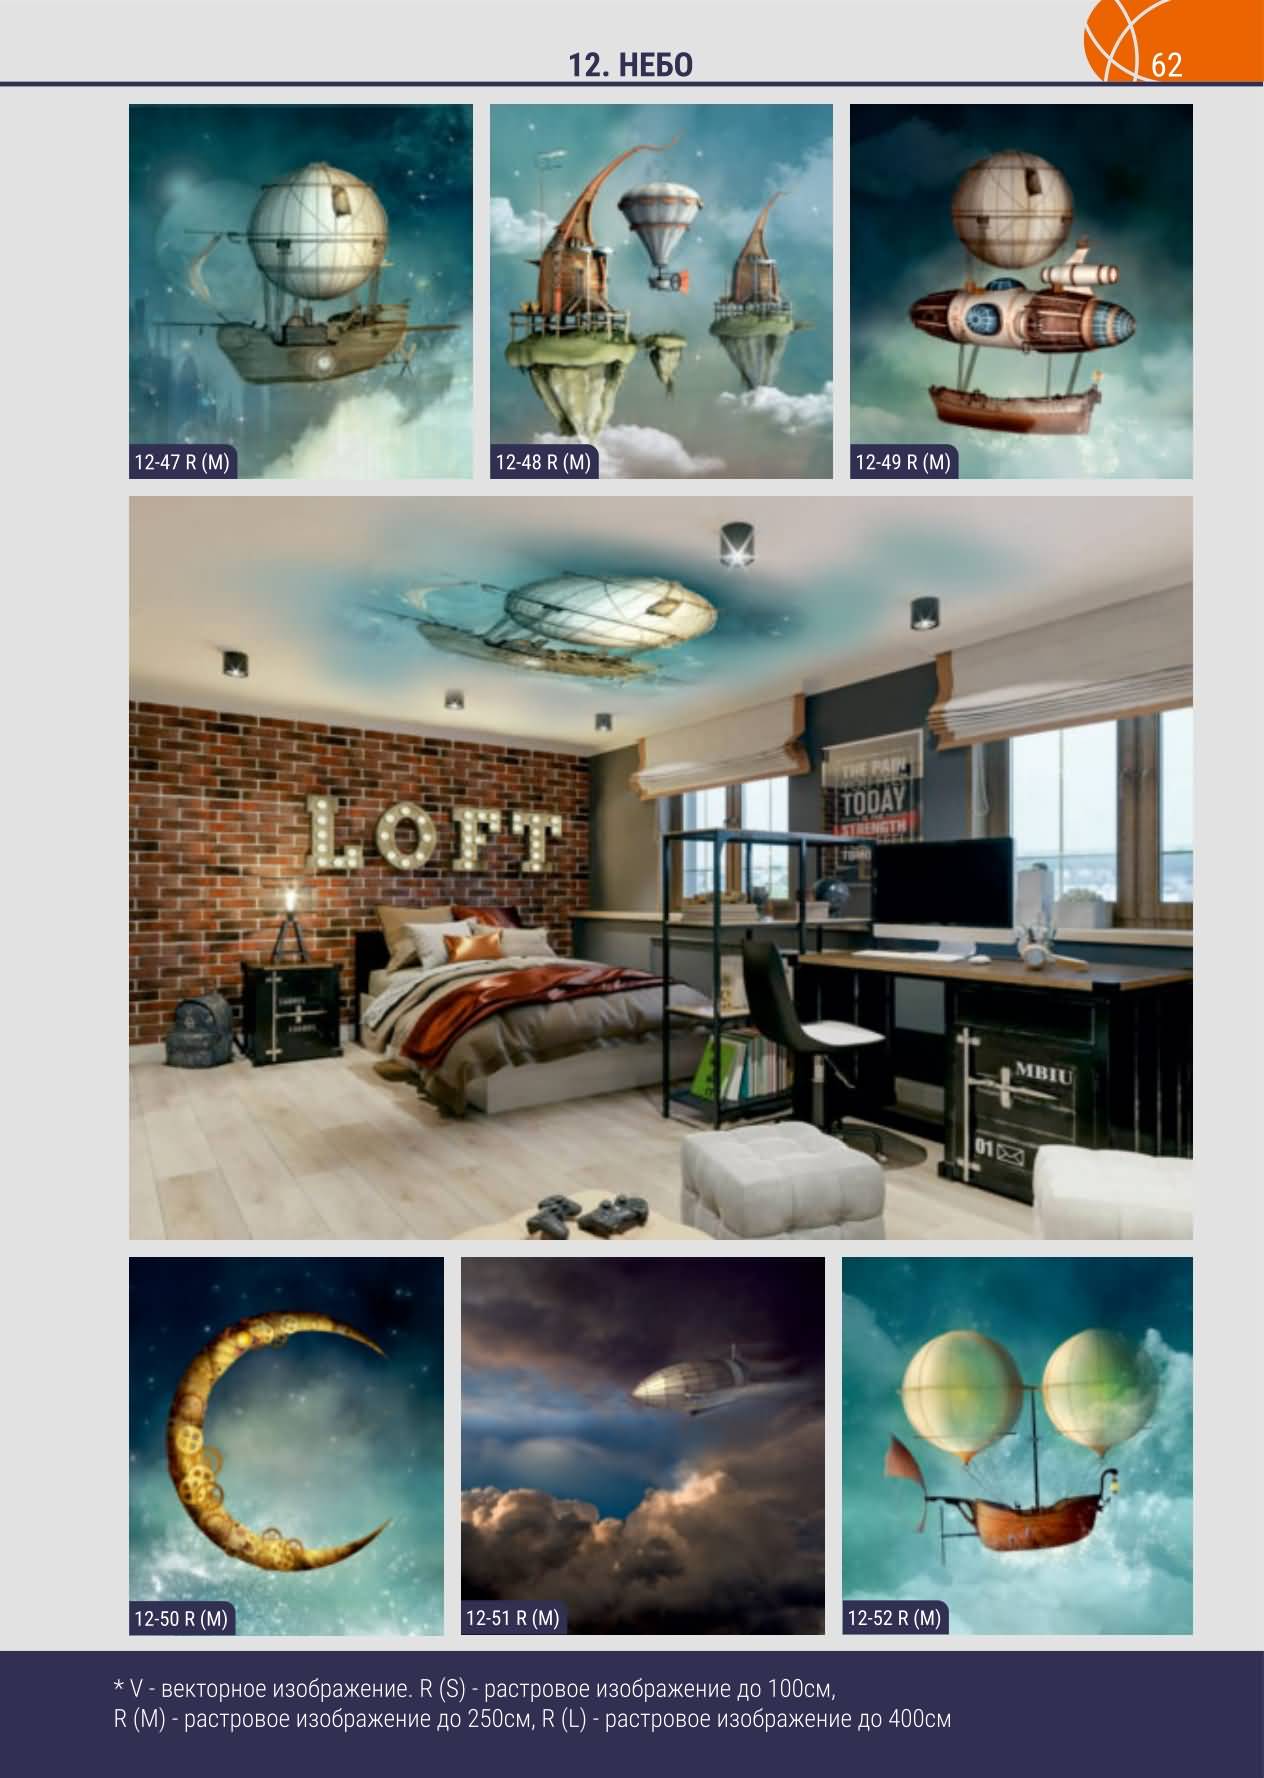 12. НЕБО
62
12-47 R (M)
12-48 R (M)
12-49 R (M)
LOFT
THE PAIN
TODAY
STRENGTH
MBIU
01
12-50 R (M)
12-51 R (M)
12-52 R (M)
* V - векторное изображение. R (S) - растровое изображение до 100см,
R (M) - растровое изображение до 250см, R (L) - растровое изображение до 400см